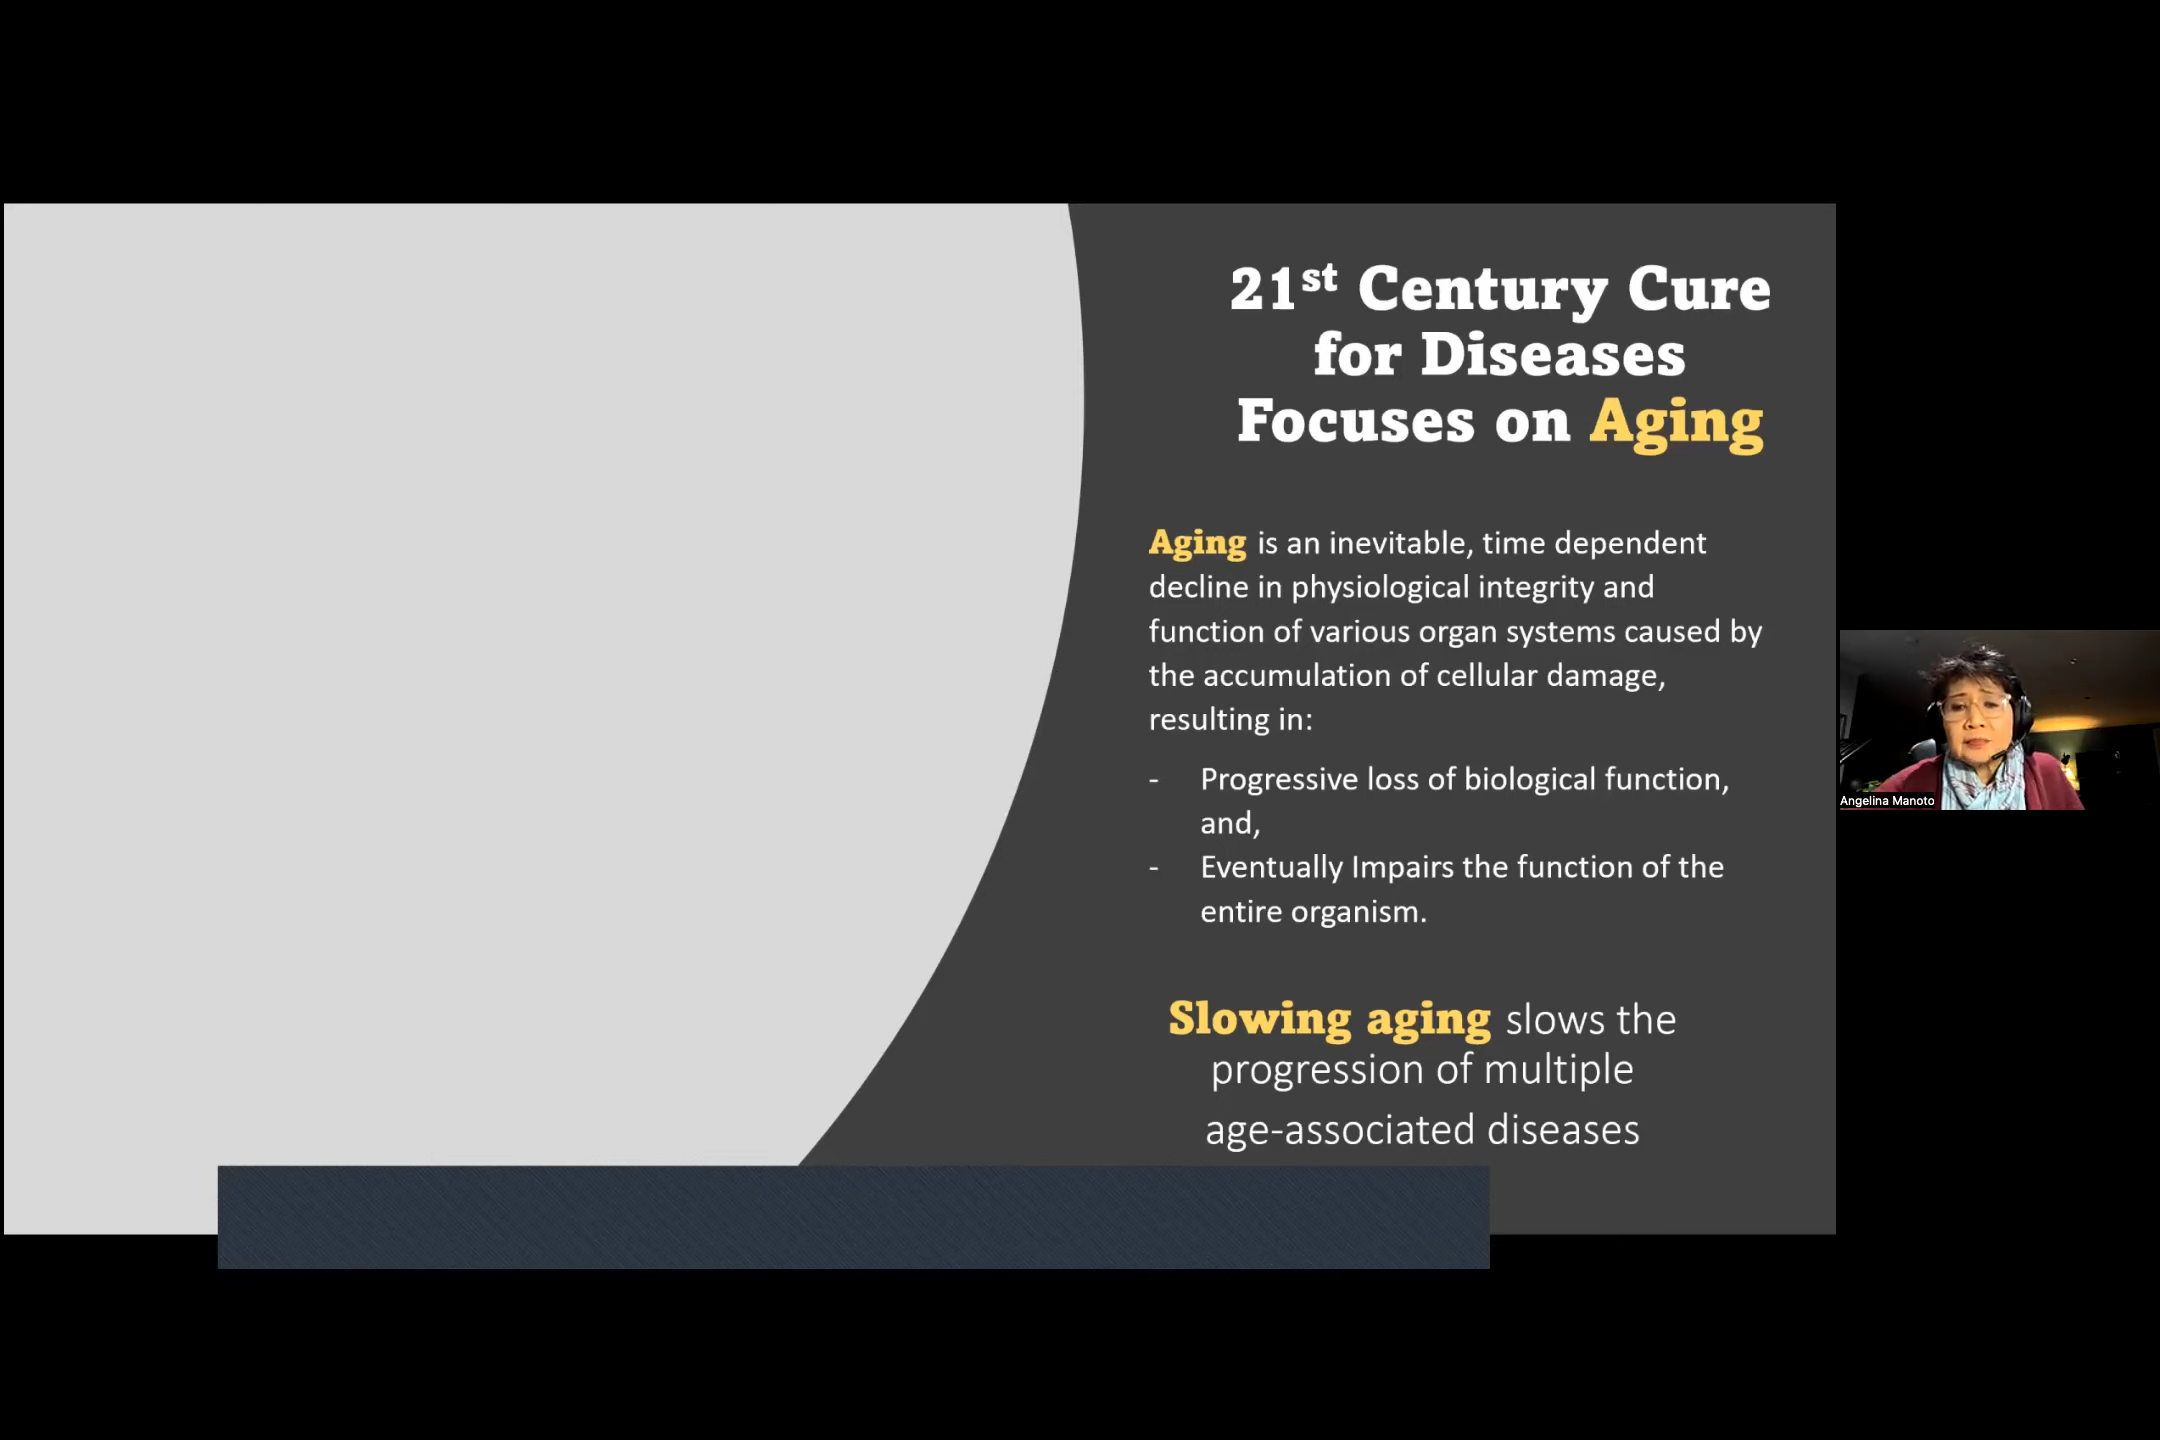 21st Century Cure
for Diseases
Focuses on Aging
Aging is an inevitable, time dependent
decline in physiological integrity and
function of various organ systems caused by
the accumulation of cellular damage,
resulting in:
- Progressive loss of biological function,
and,
- Eventually Impairs the function of the
entire organism.
Slowing aging slows the
progression of multiple
age-associated diseases
Angelina Manoto